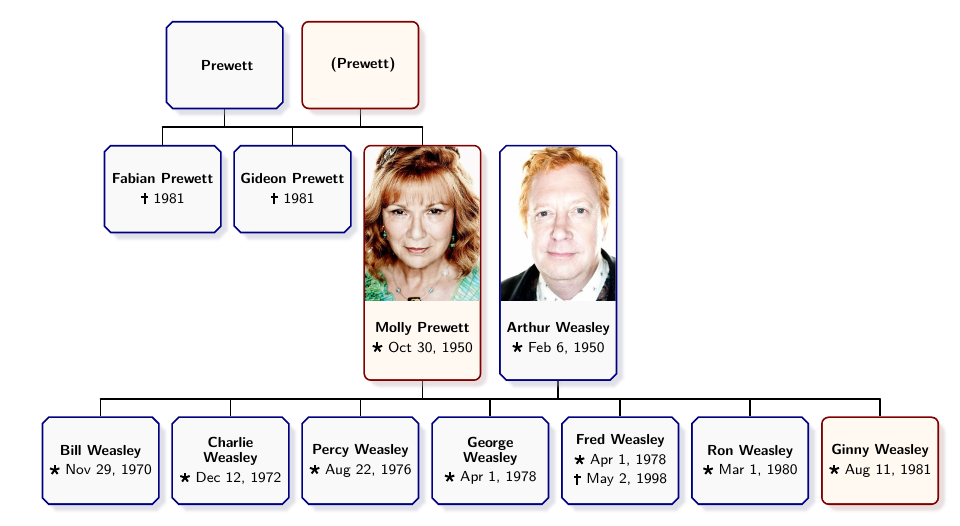 Prewett
(Prewett)
Fabian Prewett
✝ 1981
Gideon Prewett
✝ 1981
Molly Prewett
★ Oct 30, 1950
Arthur Weasley
★ Feb 6, 1950
Bill Weasley
★ Nov 29, 1970
Charlie
Weasley
★ Dec 12, 1972
Percy Weasley
★ Aug 22, 1976
George
Weasley
★ Apr 1, 1978
Fred Weasley
★ Apr 1, 1978
✝ May 2, 1998
Ron Weasley
★ Mar 1, 1980
Ginny Weasley
★ Aug 11, 1981